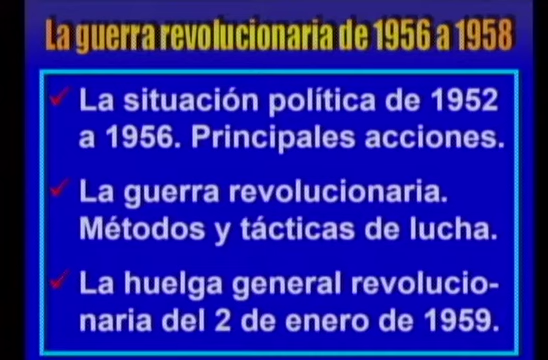 La guerra revolucionaria de 1956 a 1958
La situación política de 1952
a 1956. Principales acciones.
La guerra revolucionaria.
Métodos y tácticas de lucha.
La huelga general revolucio-
naria del 2 de enero de 1959.